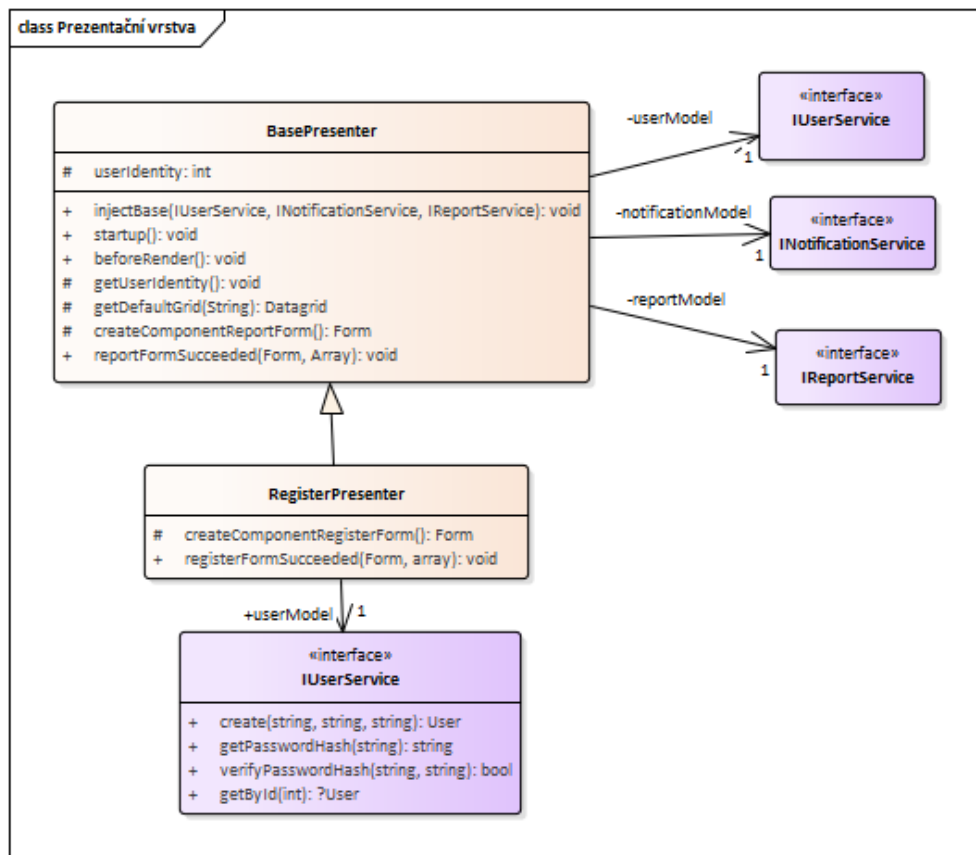 class Prezentační vrstva
BasePresenter
# userIdentity: int
+ injectBase(IUserService, INotificationService, IReportService): void
+ startup(): void
+ beforeRender(): void
# getUserIdentity(): void
# getDefaultGrid(String): Datagrid
# createComponentReportForm(): Form
+ reportFormSucceeded(Form, Array): void
-userModel
1
«interface»
IUserService
-notificationModel
1
«interface»
INotificationService
-reportModel
1
«interface»
IReportService
RegisterPresenter
# createComponentRegisterForm(): Form
+ registerFormSucceeded(Form, array): void
+userModel
1
«interface»
IUserService
+ create(string, string, string): User
+ getPasswordHash(string): string
+ verifyPasswordHash(string, string): bool
+ getById(int): ?User